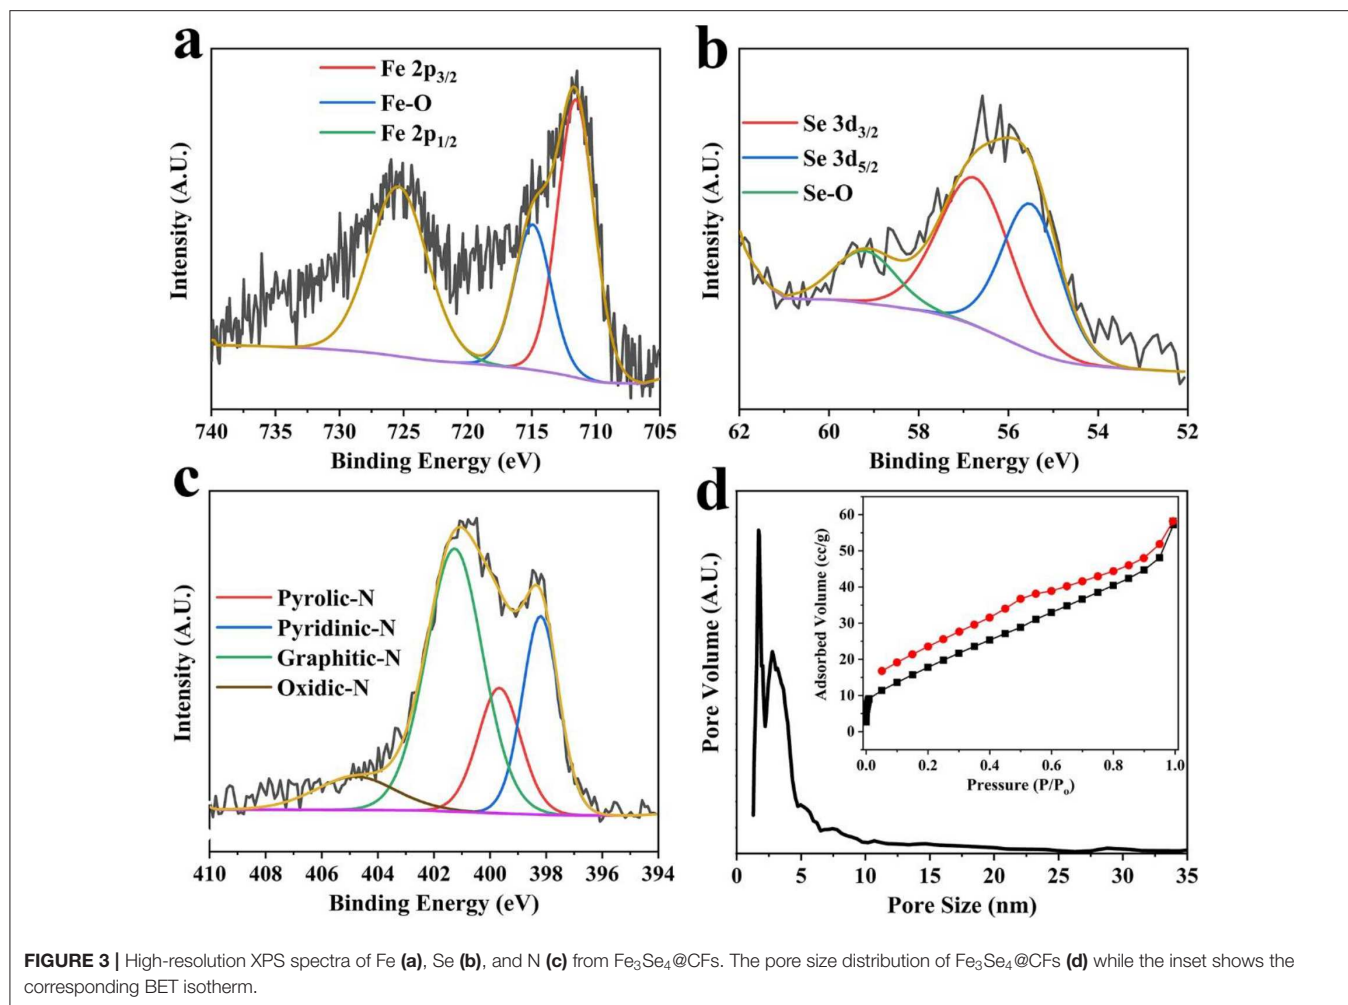 a
Fe 2p3/2
Fe-O
Fe 2p1/2
Intensity (A.U.)
740 735 730 725 720 715 710 705
Binding Energy (eV)
b
Se 3d3/2
Se 3d5/2
Se-O
Intensity (A.U.)
62 60 58 56 54 52
Binding Energy (eV)
c
Pyrolic-N
Pyridinic-N
Graphitic-N
Oxidic-N
Intensity (A.U.)
410 408 406 404 402 400 398 396 394
Binding Energy (eV)
d
Pore Volume (A.U.)
0 5 10 15 20 25 30 35
Pore Size (nm)
Adsorbed Volume (cc/g)
60
50
40
30
20
10
0
0.0 0.2 0.4 0.6 0.8 1.0
Pressure (P/Po)
FIGURE 3 | High-resolution XPS spectra of Fe (a), Se (b), and N (c) from Fe3Se4@CFs. The pore size distribution of Fe3Se4@CFs (d) while the inset shows the
corresponding BET isotherm.